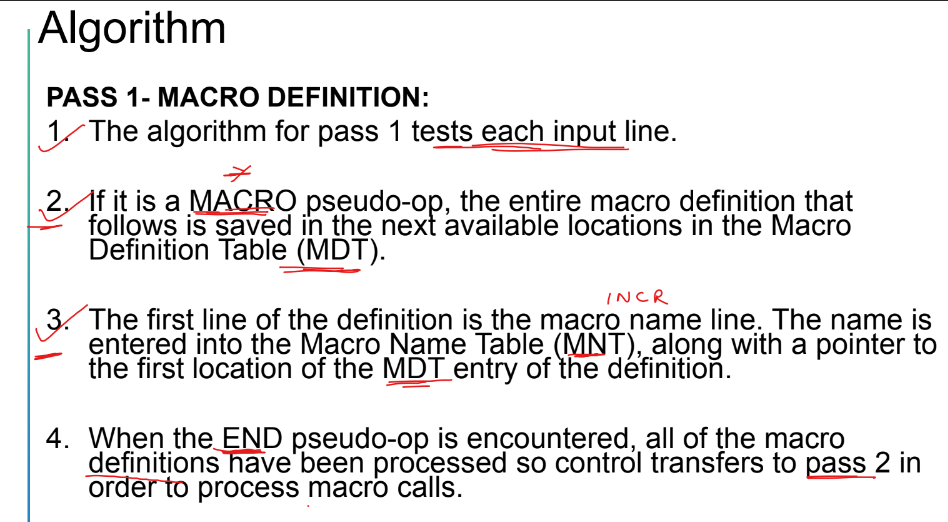 Algorithm
PASS 1- MACRO DEFINITION:
1. The algorithm for pass 1 tests each input line.
2. If it is a MACRO pseudo-op, the entire macro definition that
follows is saved in the next available locations in the Macro
Definition Table (MDT).
INCR
3. The first line of the definition is the macro name line. The name is
entered into the Macro Name Table (MNT), along with a pointer to
the first location of the MDT entry of the definition.
4. When the END pseudo-op is encountered, all of the macro
definitions have been processed so control transfers to pass 2 in
order to process macro calls.